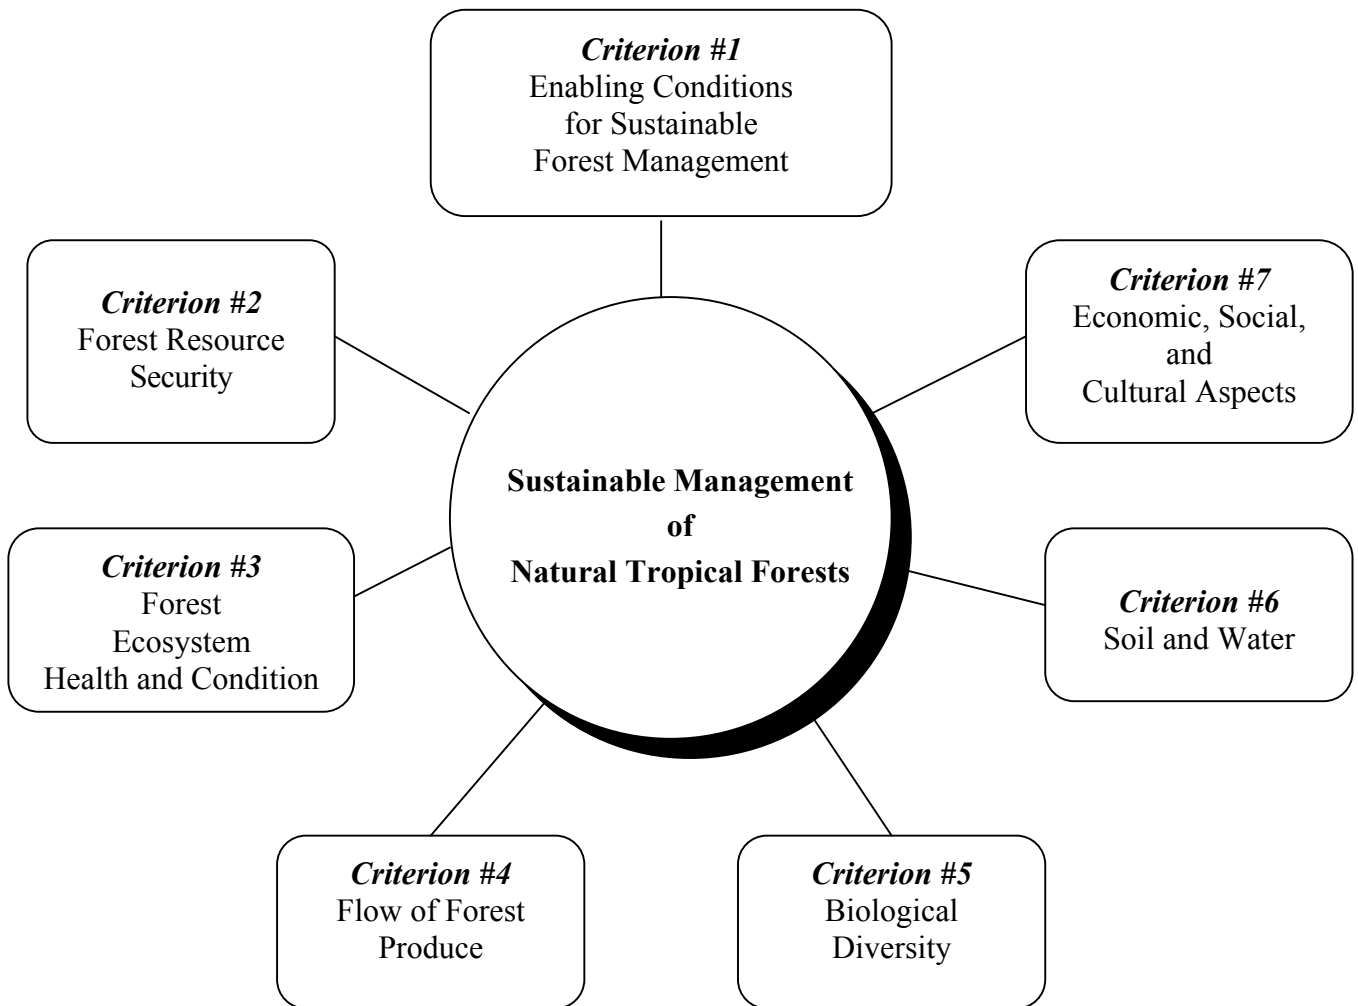 Criterion #1
Enabling Conditions
for Sustainable
Forest Management
Criterion #2
Forest Resource
Security
Criterion #7
Economic, Social,
and
Cultural Aspects
Sustainable Management
of
Natural Tropical Forests
Criterion #3
Forest
Ecosystem
Health and Condition
Criterion #6
Soil and Water
Criterion #4
Flow of Forest
Produce
Criterion #5
Biological
Diversity